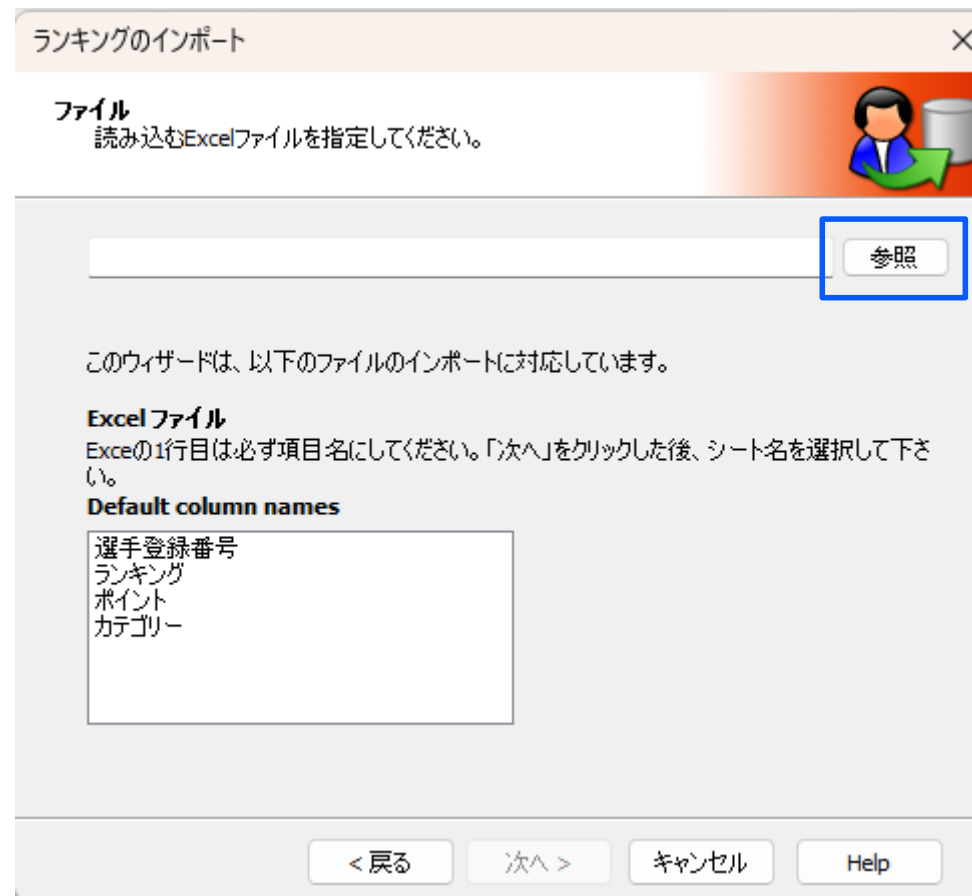 ランキングのインポート
ファイル
読み込むExcelファイルを指定してください。
参照
このウィザードは、以下のファイルのインポートに対応しています。
Excel ファイル
Exceの1行目は必ず項目名にしてください。「次へ」をクリックした後、シート名を選択して下さ
い。
Default column names
選手登録番号
ランキング
ポイント
カテゴリー
< 戻る
次へ >
キャンセル
Help